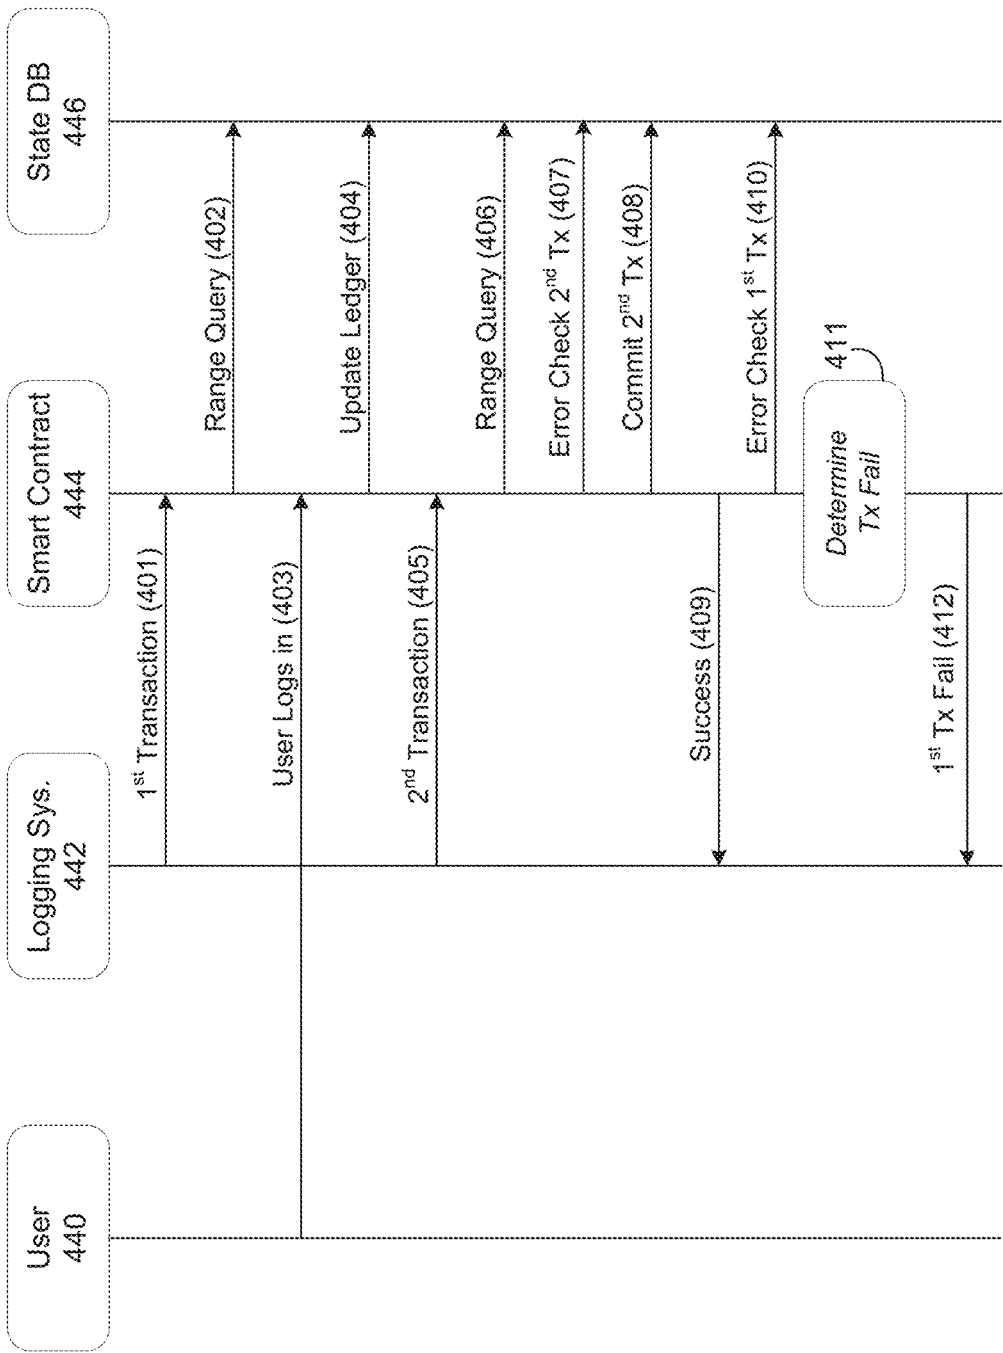 User
440
Logging Sys.
442
Smart Contract
444
State DB
446
1st Transaction (401)
Range Query (402)
User Logs in (403)
Update Ledger (404)
2nd Transaction (405)
Range Query (406)
Error Check 2nd Tx (407)
Commit 2nd Tx (408)
Success (409)
Error Check 1st Tx (410)
Determine
Tx Fail
411
1st Tx Fail (412)